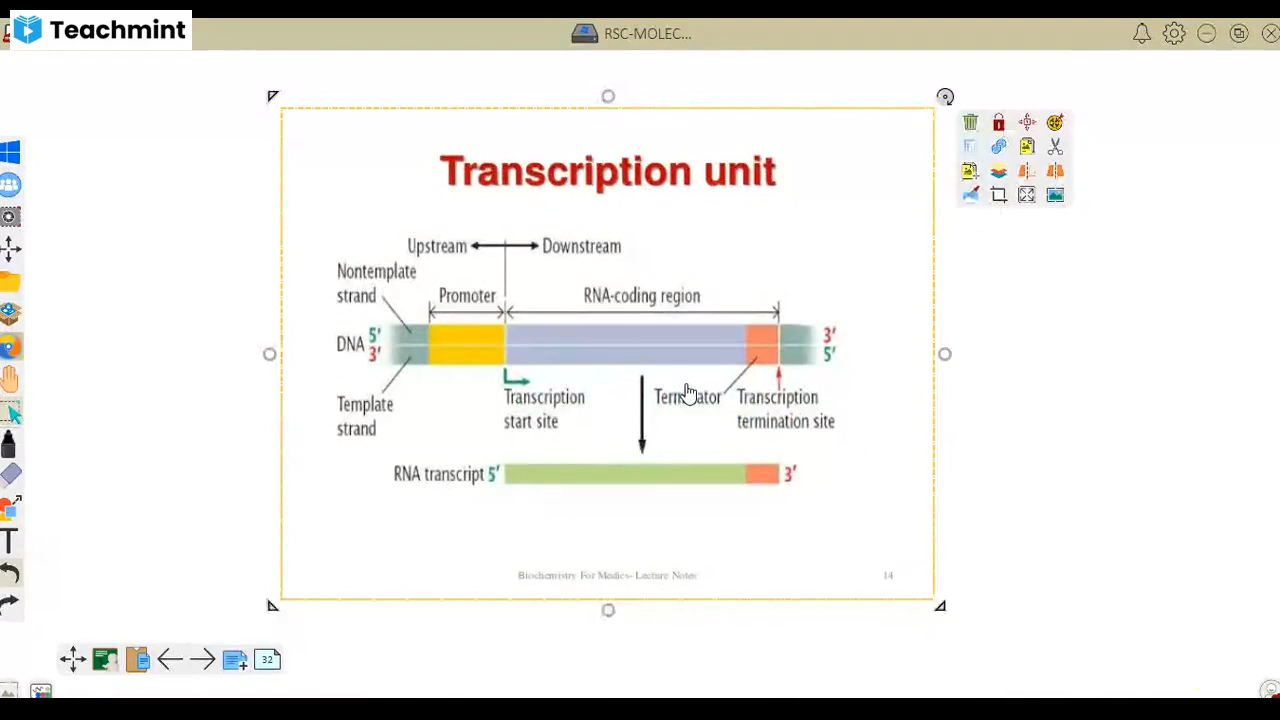 Teachmint
RSC-MOLEC...
Transcription unit
Upstream Downstream
Nontemplate
strand
Promoter
RNA-coding region
DNA 5' 3'
3' 5'
Template
strand
Transcription
start site
Terminator
Transcription
termination site
RNA transcript 5' 3'
Biochemistry For Medics- Lecture Notes 14
32